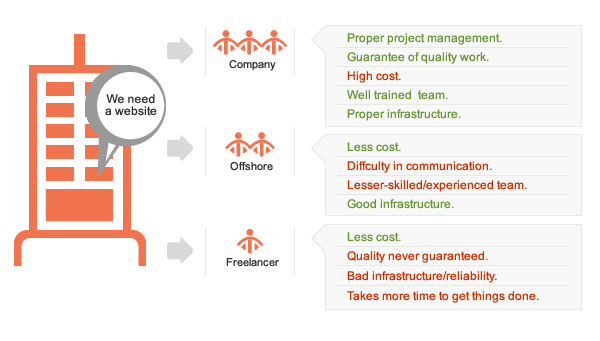 We need
a website
Company
Proper project management.
Guarantee of quality work.
High cost.
Well trained team.
Proper infrastructure.
Offshore
Less cost.
Diffculty in communication.
Lesser-skilled/experienced team.
Good infrastructure.
Freelancer
Less cost.
Quality never guaranteed.
Bad infrastructure/reliability.
Takes more time to get things done.